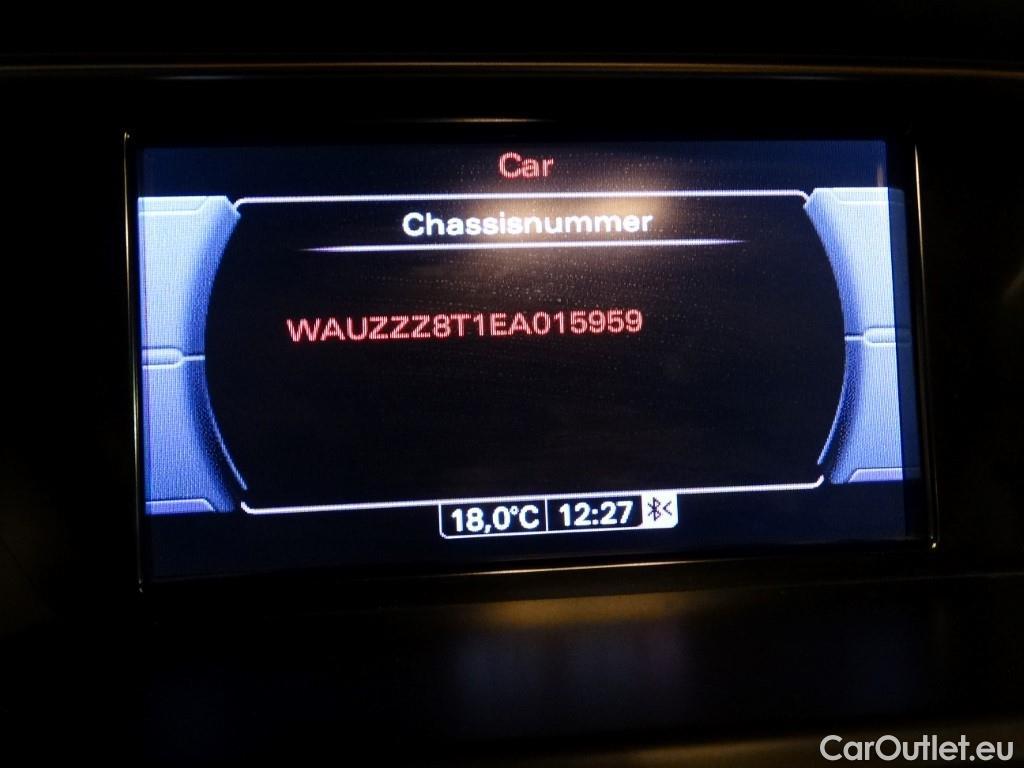 Car
Chassisnummer
WAUZZZ8T1EA015959
18,0°C 12:27
CarOutlet.eu